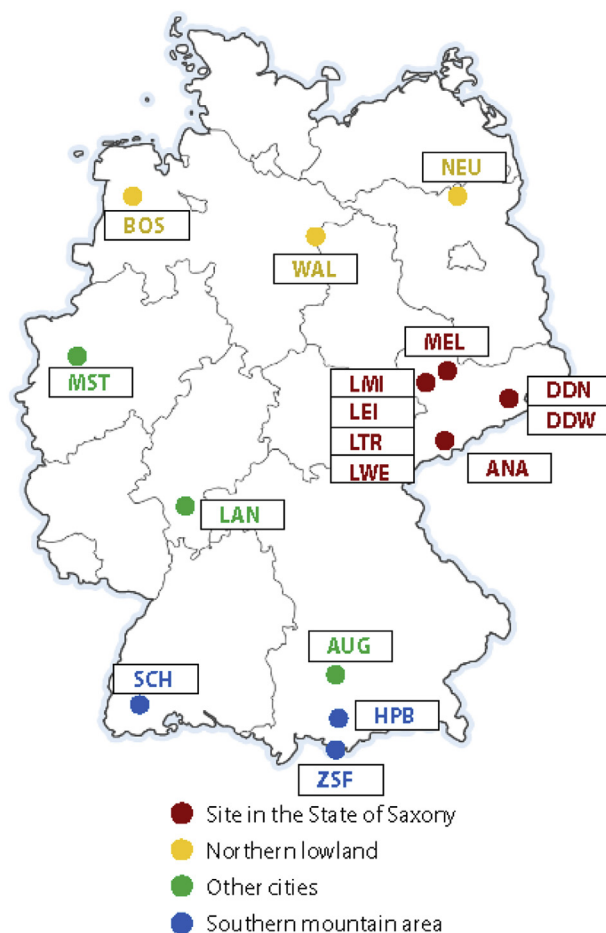 NEU
BOS
WAL
MEL
MST
LMI
DDN
LEI
DDW
LTR
LWE
ANA
LAN
AUG
SCH
HPB
ZSF
Site in the State of Saxony
Northern lowland
Other cities
Southern mountain area